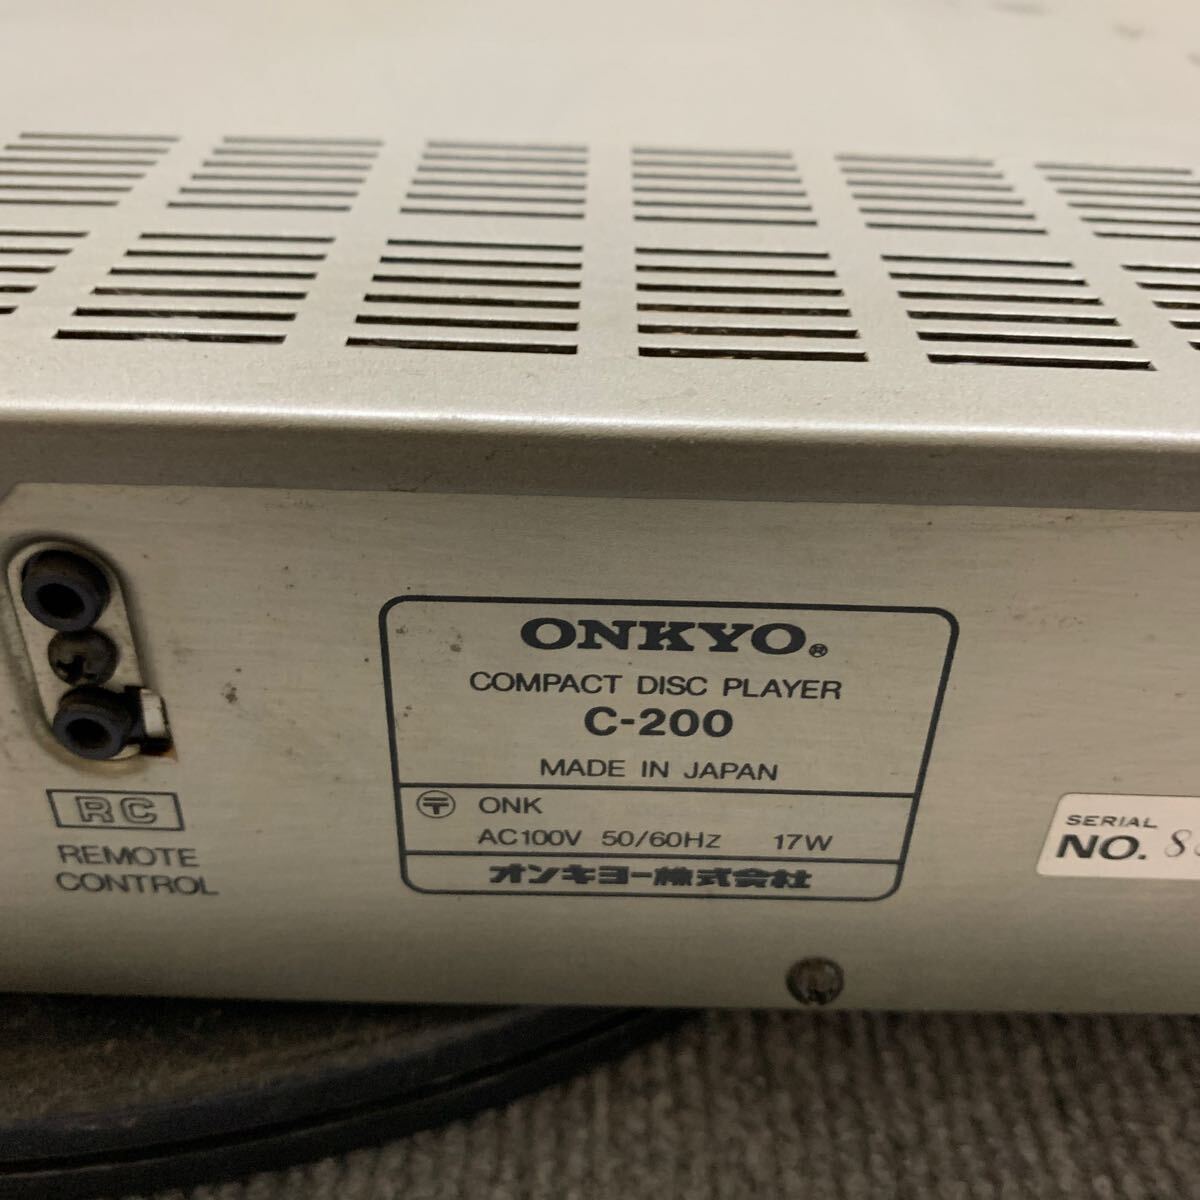 ONKYO®
COMPACT DISC PLAYER
C-200
MADE IN JAPAN
〒 ONK
AC100V 50/60Hz 17W
オンキヨー株式会社
RC
REMOTE
CONTROL
SERIAL
NO. 8